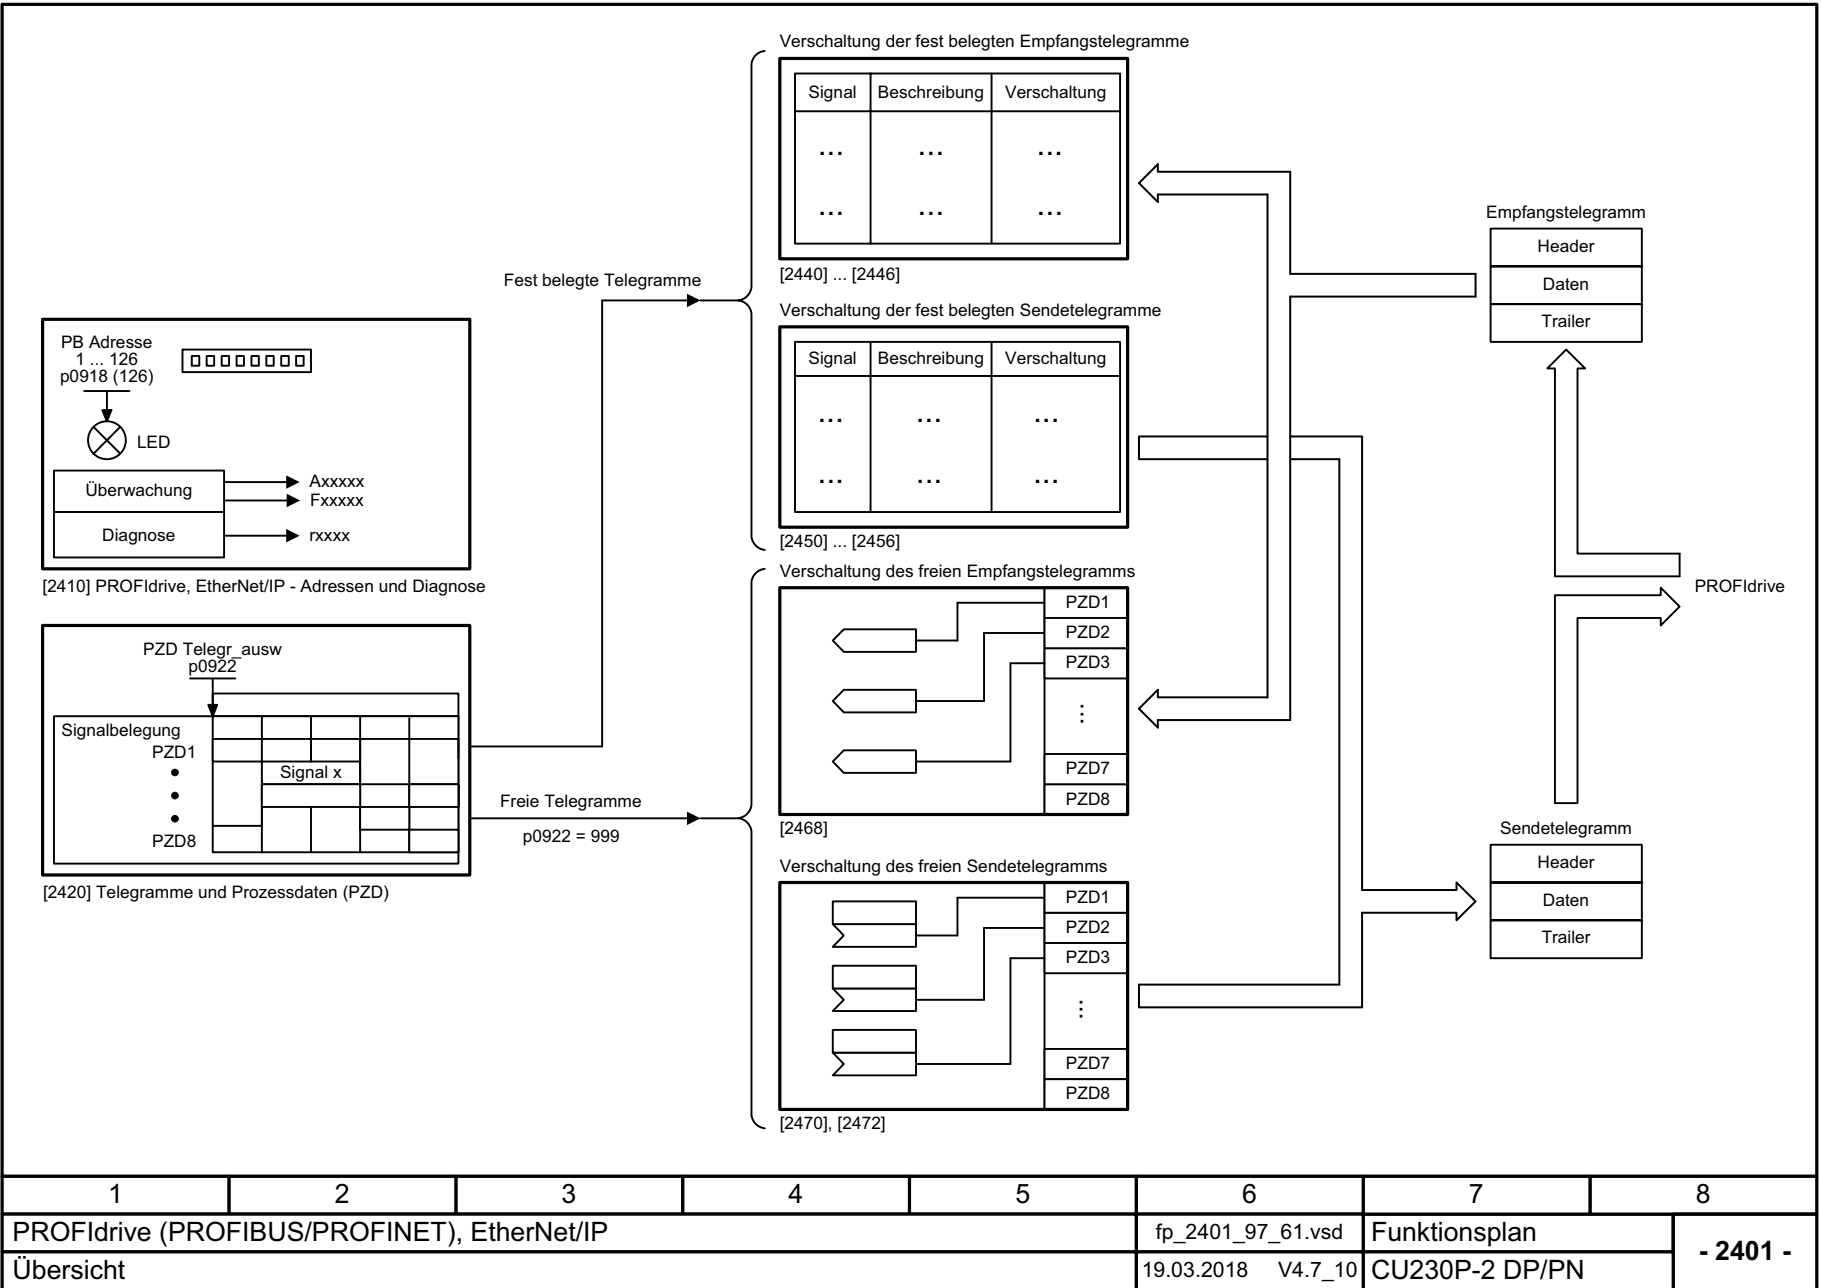 Verschaltung der fest belegten Empfangstelegramme
Signal Beschreibung Verschaltung
... ... ...
... ... ...
[2440] ... [2446]
Fest belegte Telegramme
Verschaltung der fest belegten Sendetelegramme
Signal Beschreibung Verschaltung
... ... ...
... ... ...
[2450] ... [2456]
PB Adresse
1 ... 126
p0918 (126)
LED
Überwachung
Axxxxx
Fxxxxx
Diagnose
rxxxx
[2410] PROFIdrive, EtherNet/IP - Adressen und Diagnose
PZD Telegr_ausw
p0922
Signalbelegung
PZD1
Signal x
PZD8
[2420] Telegramme und Prozessdaten (PZD)
Freie Telegramme
p0922 = 999
Verschaltung des freien Empfangstelegramms
PZD1
PZD2
PZD3
⋮
PZD7
PZD8
[2468]
Verschaltung des freien Sendetelegramms
PZD1
PZD2
PZD3
⋮
PZD7
PZD8
[2470], [2472]
Empfangstelegramm
Header
Daten
Trailer
PROFIdrive
Sendetelegramm
Header
Daten
Trailer
1 2 3 4 5 6 7 8
PROFIdrive (PROFIBUS/PROFINET), EtherNet/IP
fp_2401_97_61.vsd
Funktionsplan
- 2401 -
Übersicht
19.03.2018 V4.7_10
CU230P-2 DP/PN